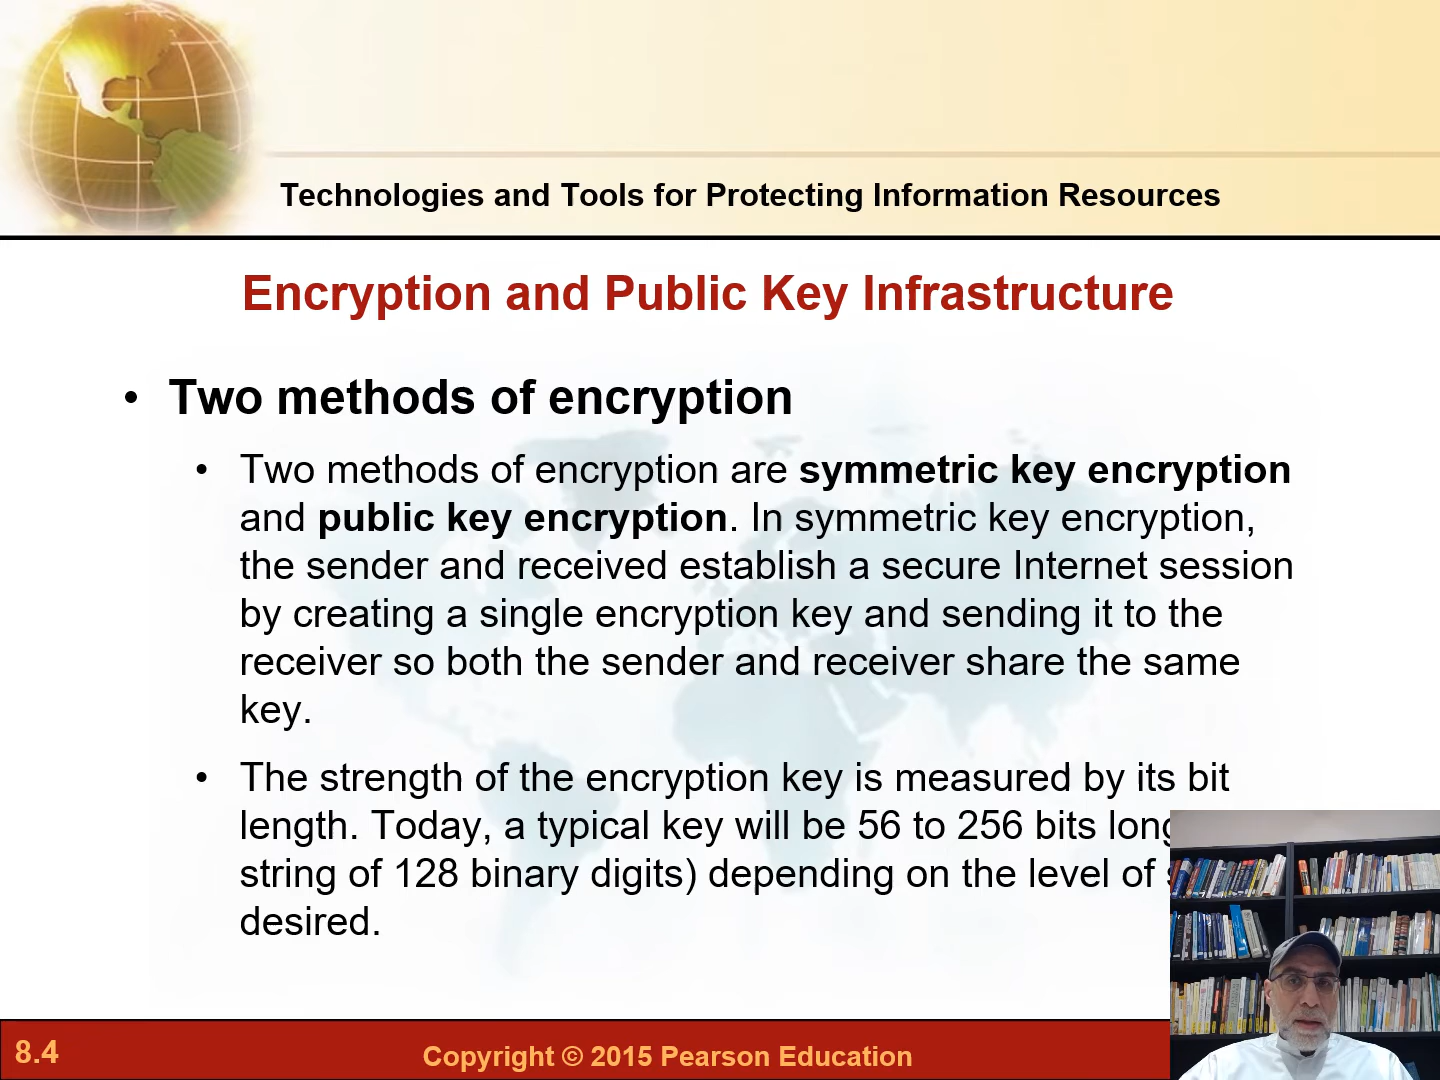 Technologies and Tools for Protecting Information Resources
Encryption and Public Key Infrastructure
• Two methods of encryption
• Two methods of encryption are symmetric key encryption
and public key encryption. In symmetric key encryption,
the sender and received establish a secure Internet session
by creating a single encryption key and sending it to the
receiver so both the sender and receiver share the same
key.
• The strength of the encryption key is measured by its bit
length. Today, a typical key will be 56 to 256 bits long
string of 128 binary digits) depending on the level of
desired.
8.4
Copyright © 2015 Pearson Education